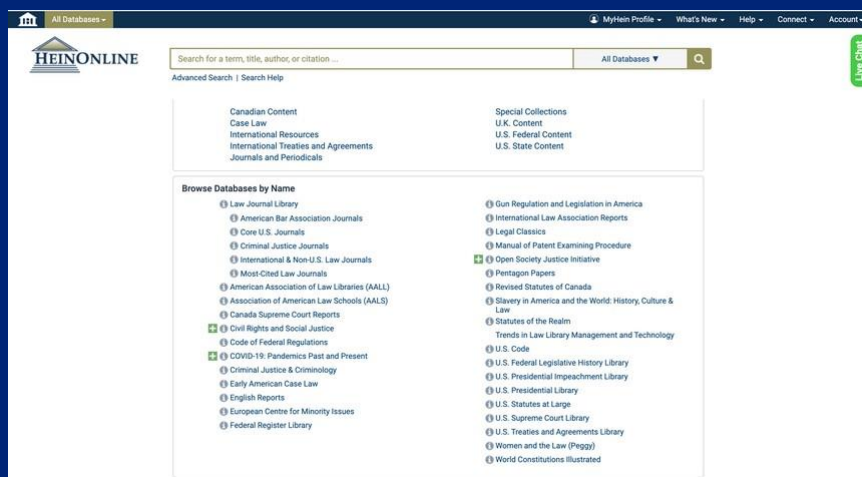 All Databases
MyHein Profile
What's New
Help
Connect
Account
HEINONLINE
Search for a term, title, author, or citation ...
All Databases ▼
Advanced Search | Search Help
Live Chat
Canadian Content
Case Law
International Resources
International Treaties and Agreements
Journals and Periodicals
Special Collections
U.K. Content
U.S. Federal Content
U.S. State Content
Browse Databases by Name
Law Journal Library
American Bar Association Journals
Core U.S. Journals
Criminal Justice Journals
International & Non-U.S. Law Journals
Most-Cited Law Journals
American Association of Law Libraries (AALL)
Association of American Law Schools (AALS)
Canada Supreme Court Reports
Civil Rights and Social Justice
Code of Federal Regulations
COVID-19: Pandemics Past and Present
Criminal Justice & Criminology
Early American Case Law
English Reports
European Centre for Minority Issues
Federal Register Library
Gun Regulation and Legislation in America
International Law Association Reports
Legal Classics
Manual of Patent Examining Procedure
Open Society Justice Initiative
Pentagon Papers
Revised Statutes of Canada
Slavery in America and the World: History, Culture &
Law
Statutes of the Realm
Trends in Law Library Management and Technology
U.S. Code
U.S. Federal Legislative History Library
U.S. Presidential Impeachment Library
U.S. Presidential Library
U.S. Statutes at Large
U.S. Supreme Court Library
U.S. Treaties and Agreements Library
Women and the Law (Peggy)
World Constitutions Illustrated